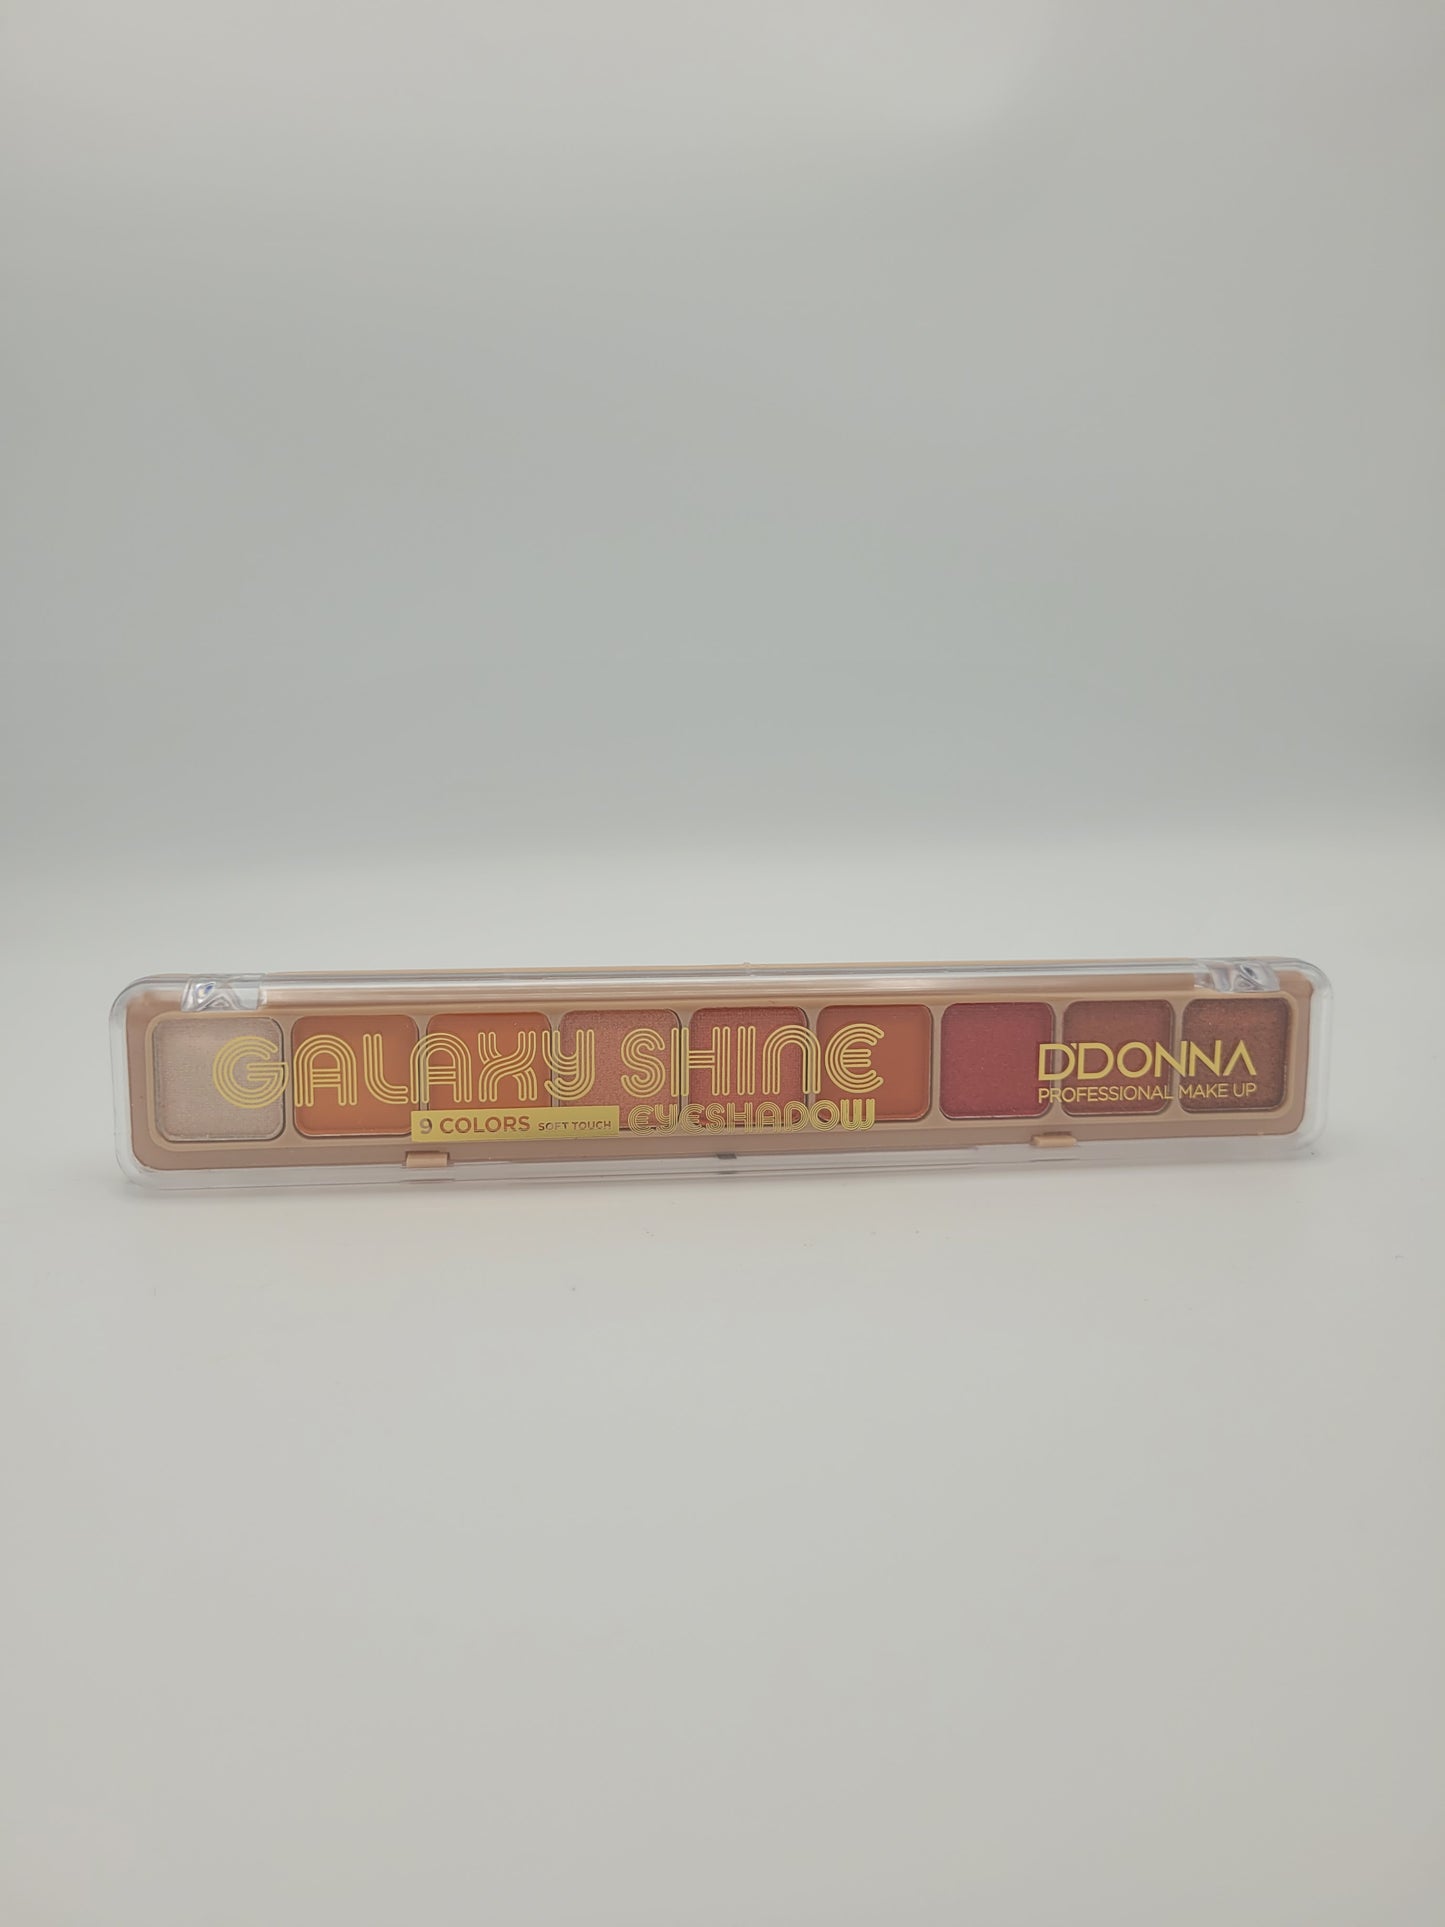 GALAXY SHINE
9 COLORS SOFT TOUCH EYESHADOW
D'DONNA
PROFESSIONAL MAKE UP